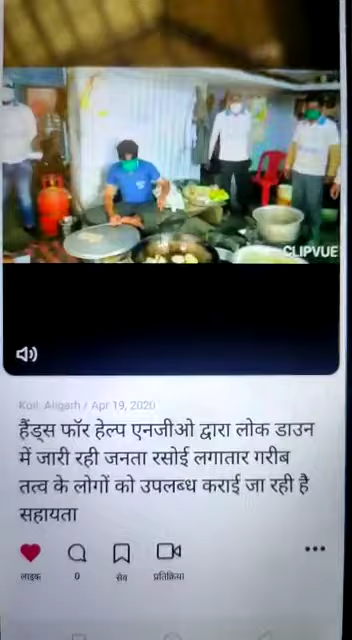 CLIPVUE
Koil, Aligarh / Apr 19, 2020
हैंड्स फॉर हेल्प एनजीओ द्वारा लोक डाउन
में जारी रही जनता रसोई लगातार गरीब
तत्व के लोगों को उपलब्ध कराई जा रही है
सहायता
लाइक 0 सेव प्रतिक्रिया